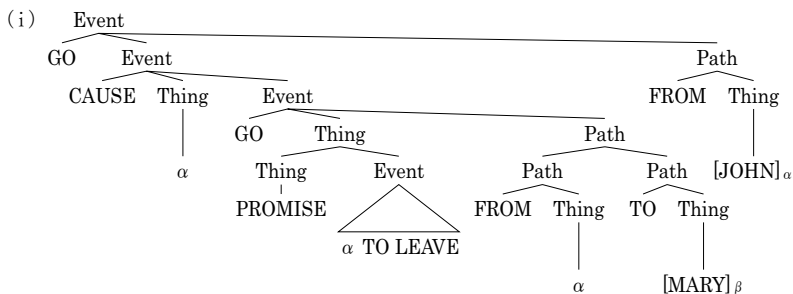 (i) Event
GO Event Path
CAUSE Thing Event FROM Thing
GO Thing Path
α Thing Event Path Path [JOHN]α
PROMISE FROM Thing TO Thing
α TO LEAVE
α [MARY]β